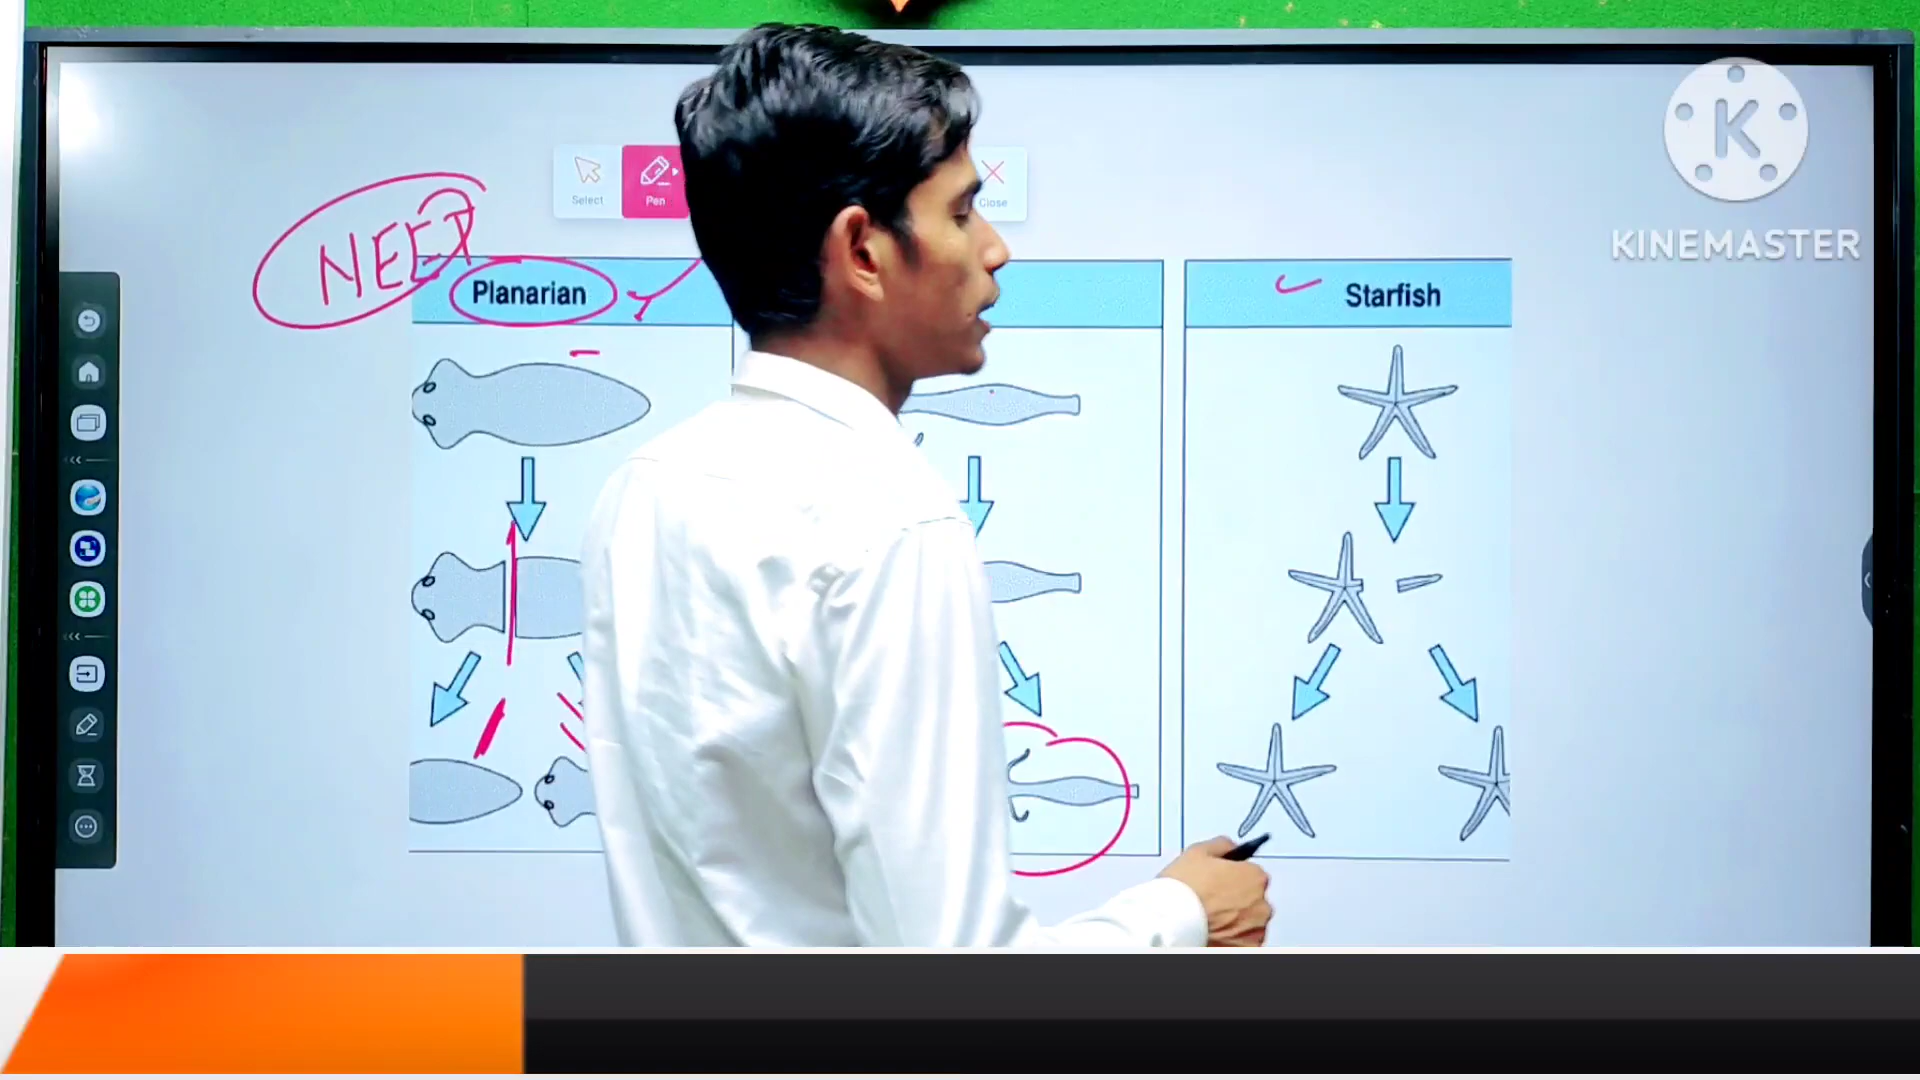 K
KINEMASTER
Select
Pen
Close
NEET
Planarian
Starfish